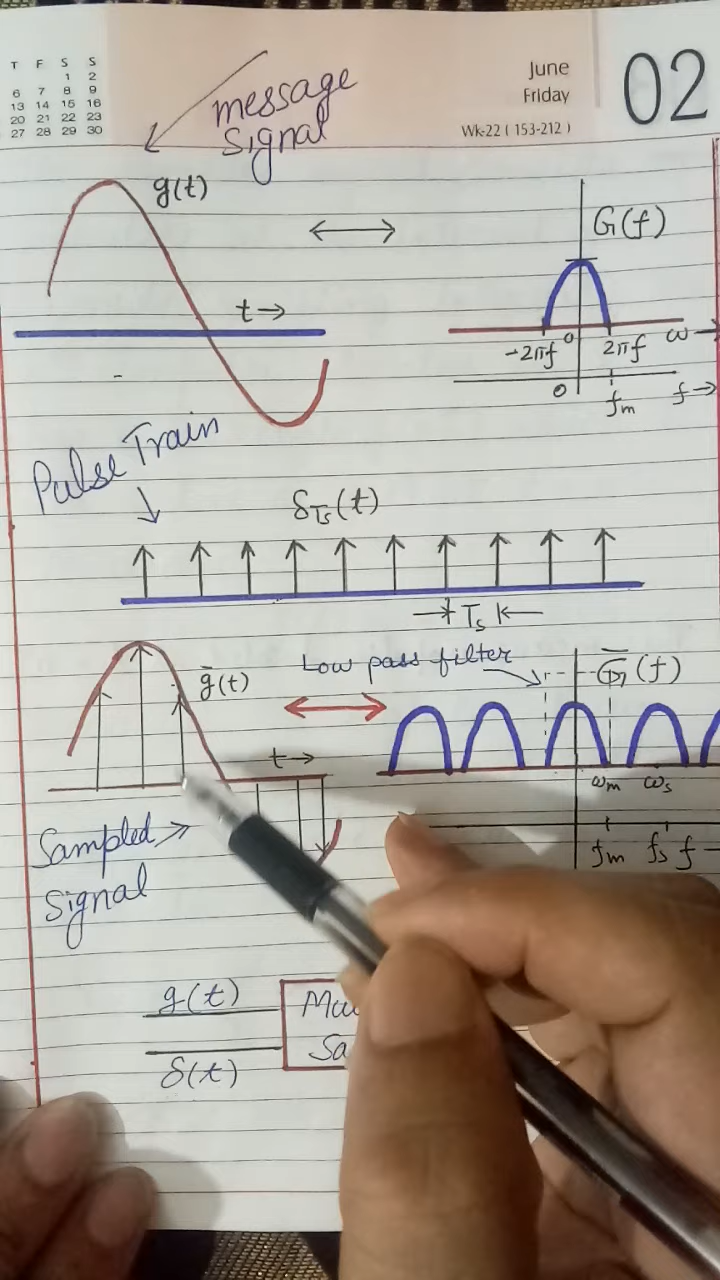 T F S S
1 2
6 7 8 9
13 14 15 16
20 21 22 23
27 28 29 30
June
Friday
Wk-22 ( 153-212 )
02
message
Signal
g(t)
t→
G(f)
-2πf 0 2πf ω
0 fm f→
Pulse Train
δTs(t)
Ts
ḡ(t)
t→
Low pass filter
Ḡ(f)
ωm ωs
fm fs f
Sampled
Signal
g(t)
δ(t)